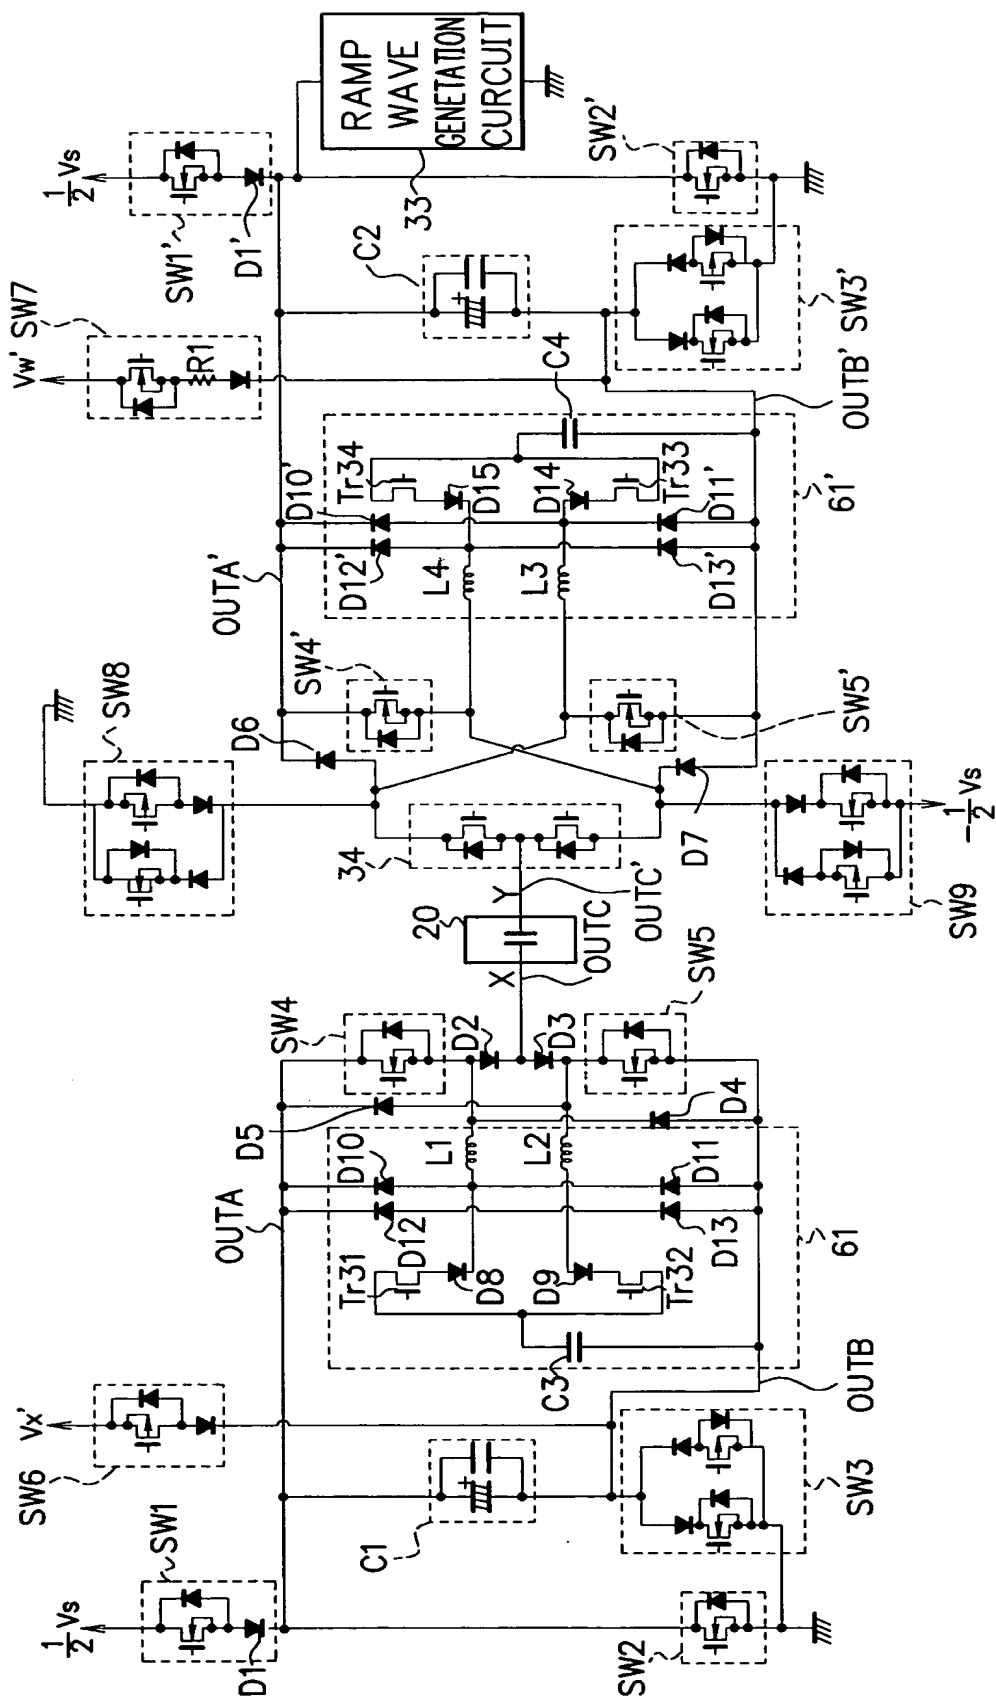 1/2 Vs
SW1
D1
SW2
SW6
Vx'
C1
SW3
OUTA
OUTB
C3
Tr31
D8
D9
Tr32
D12
D10
D13
D11
61
L1
L2
D5
D4
SW4
D2
D3
SW5
X
20
Y
OUTC
OUTC'
34
SW8
D6
D7
SW9
-1/2 Vs
SW4'
SW5'
OUTA'
L4
L3
D12'
D10'
D13'
D11'
Tr34
D15
D14
Tr33
61'
C4
OUTB'
Vw'
SW7
R1
C2
SW3'
1/2 Vs
SW1'
D1'
SW2'
33
RAMP
WAVE
GENETATION
CURCUIT